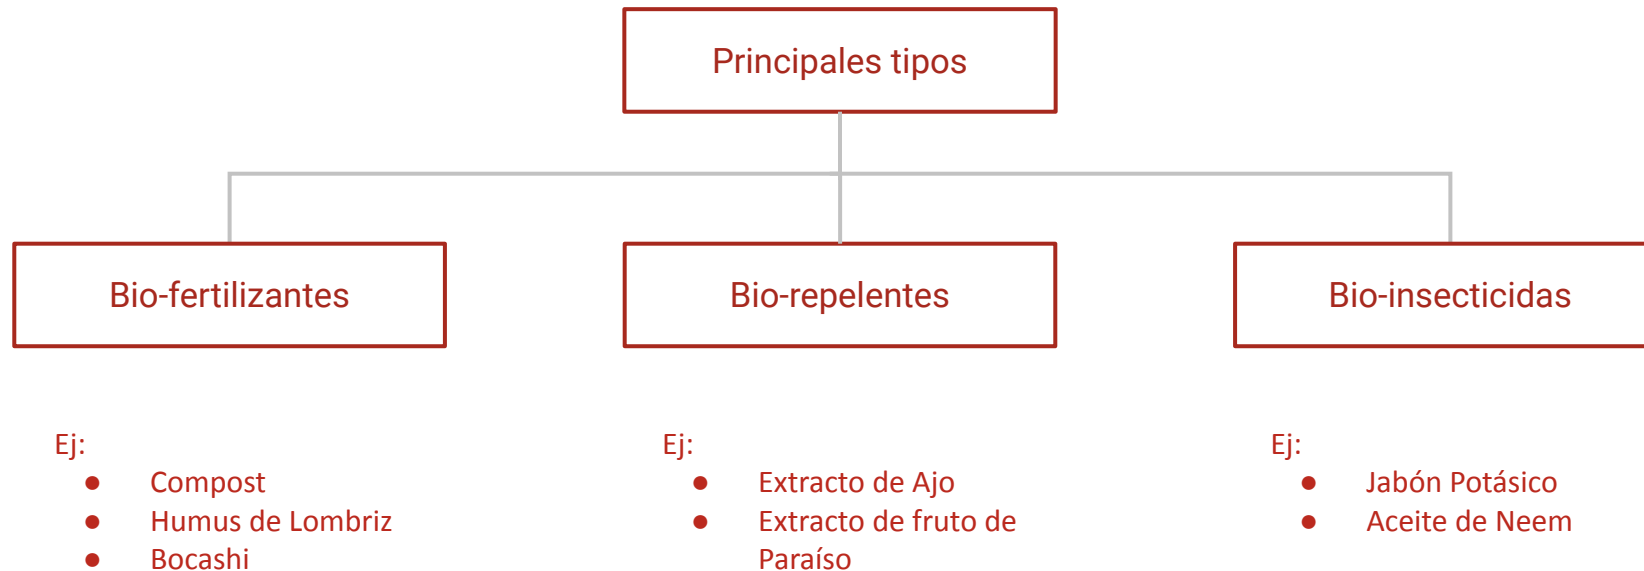 Principales tipos
Bio-fertilizantes
Bio-repelentes
Bio-insecticidas
Ej:
● Compost
● Humus de Lombriz
● Bocashi
Ej:
● Extracto de Ajo
● Extracto de fruto de
Paraíso
Ej:
● Jabón Potásico
● Aceite de Neem